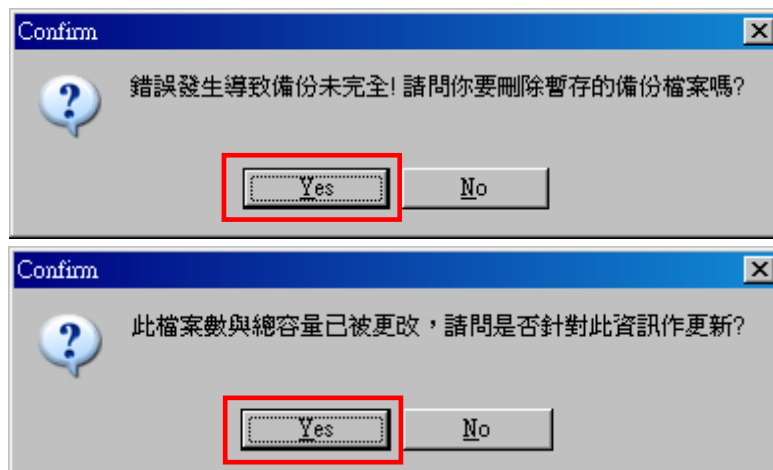 Confirm
錯誤發生導致備份未完全! 請問你要刪除暫存的備份檔案嗎?
Yes No
Confirm
此檔案數與總容量已被更改，請問是否針對此資訊作更新?
Yes No